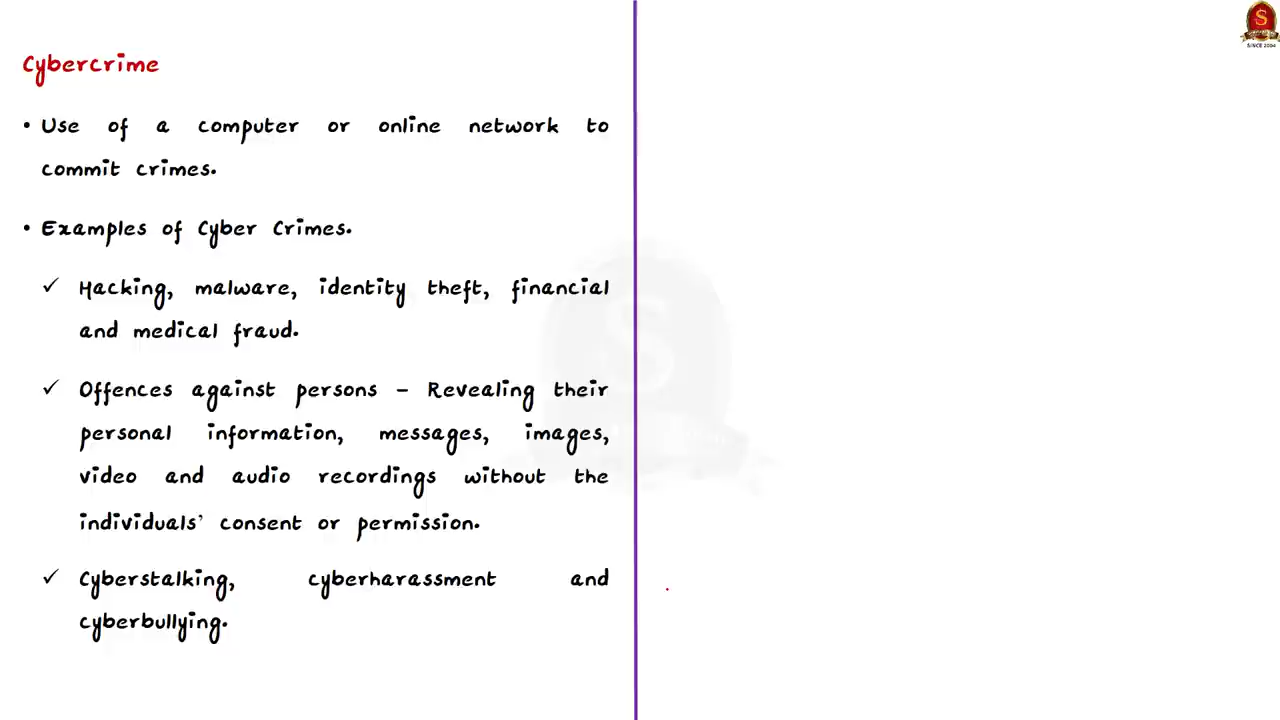 Cybercrime
• Use of a computer or online network to
commit crimes.
• Examples of Cyber Crimes.
✓ Hacking, malware, identity theft, financial
and medical fraud.
✓ Offences against persons – Revealing their
personal information, messages, images,
video and audio recordings without the
individuals’ consent or permission.
✓ Cyberstalking, cyberharassment and
cyberbullying.
S
SINCE 2004